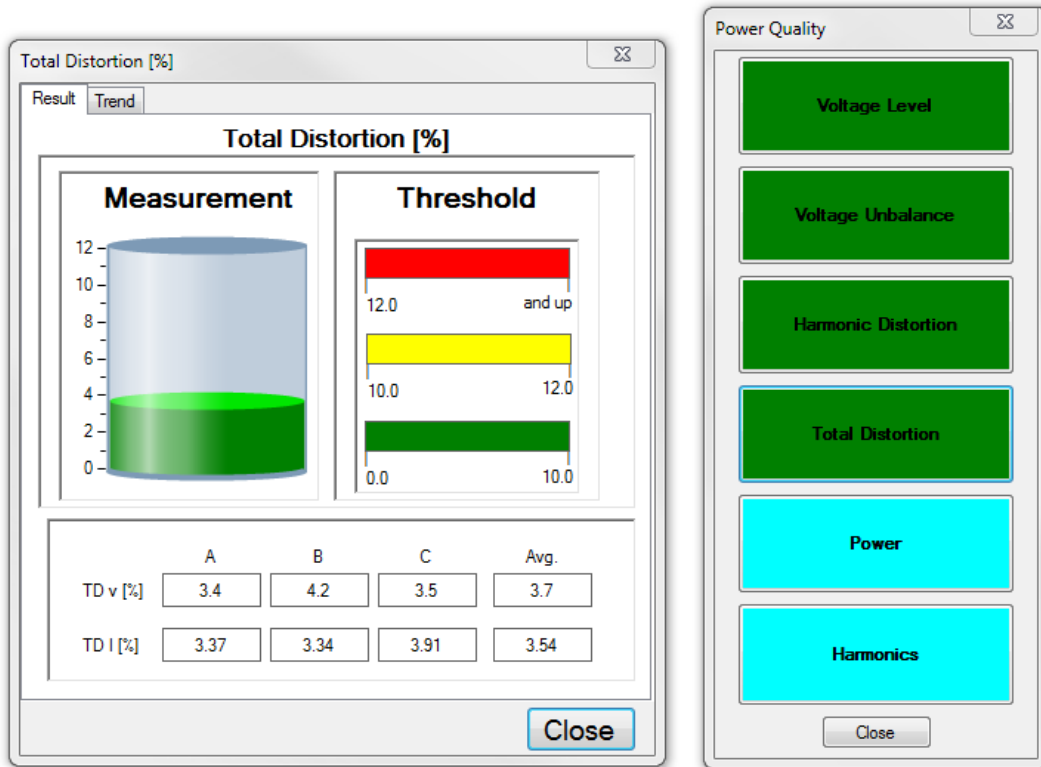 Total Distortion [%]
Result Trend
Total Distortion [%]
Measurement
12
10
8
6
4
2
0
Threshold
12.0 and up
10.0 12.0
0.0 10.0
A B C Avg.
TD v [%] 3.4 4.2 3.5 3.7
TD I [%] 3.37 3.34 3.91 3.54
Close
Power Quality
Voltage Level
Voltage Unbalance
Harmonic Distortion
Total Distortion
Power
Harmonics
Close